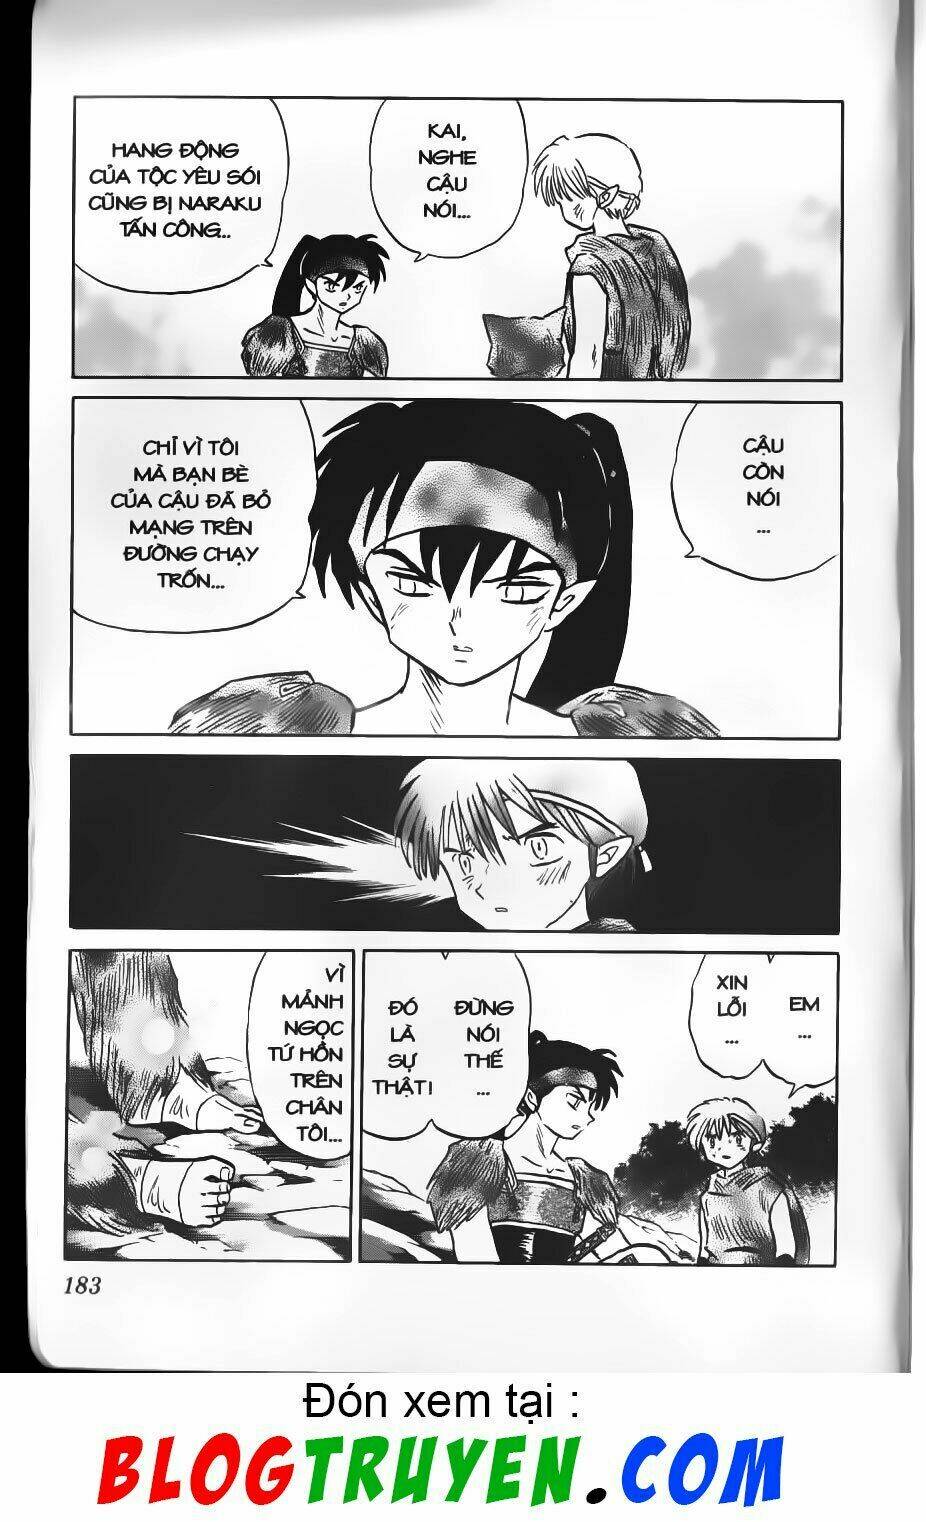 KAI,
NGHE
CẬU
NÓI...
HANG ĐỘNG
CỦA TỘC YÊU SÓI
CŨNG BỊ NARAKU
TẤN CÔNG...
CẬU
CÒN
NÓI
...
CHỈ VÌ TÔI
MÀ BẠN BÈ
CỦA CẬU ĐÃ BỎ
MẠNG TRÊN
ĐƯỜNG CHẠY
TRỐN...
EM
...
XIN
LỖI
...
ĐỪNG
NÓI
THẾ
...
ĐÓ
LÀ
SỰ
THẬT!
VÌ
MẢNH
NGỌC
TỨ HỒN
TRÊN
CHÂN
TÔI...
183
Đón xem tại :
BLOGTRUYEN.COM